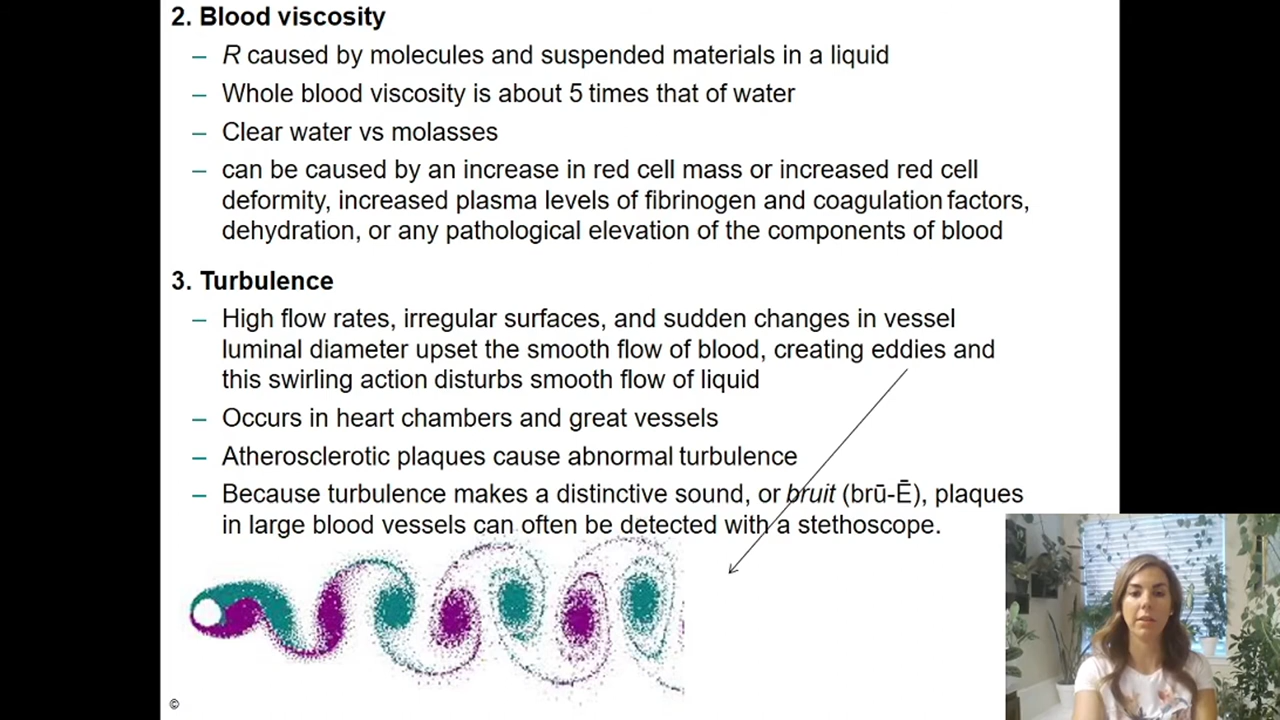 2. Blood viscosity
– R caused by molecules and suspended materials in a liquid
– Whole blood viscosity is about 5 times that of water
– Clear water vs molasses
– can be caused by an increase in red cell mass or increased red cell
deformity, increased plasma levels of fibrinogen and coagulation factors,
dehydration, or any pathological elevation of the components of blood
3. Turbulence
– High flow rates, irregular surfaces, and sudden changes in vessel
luminal diameter upset the smooth flow of blood, creating eddies and
this swirling action disturbs smooth flow of liquid
– Occurs in heart chambers and great vessels
– Atherosclerotic plaques cause abnormal turbulence
– Because turbulence makes a distinctive sound, or bruit (brū-Ē), plaques
in large blood vessels can often be detected with a stethoscope.
©